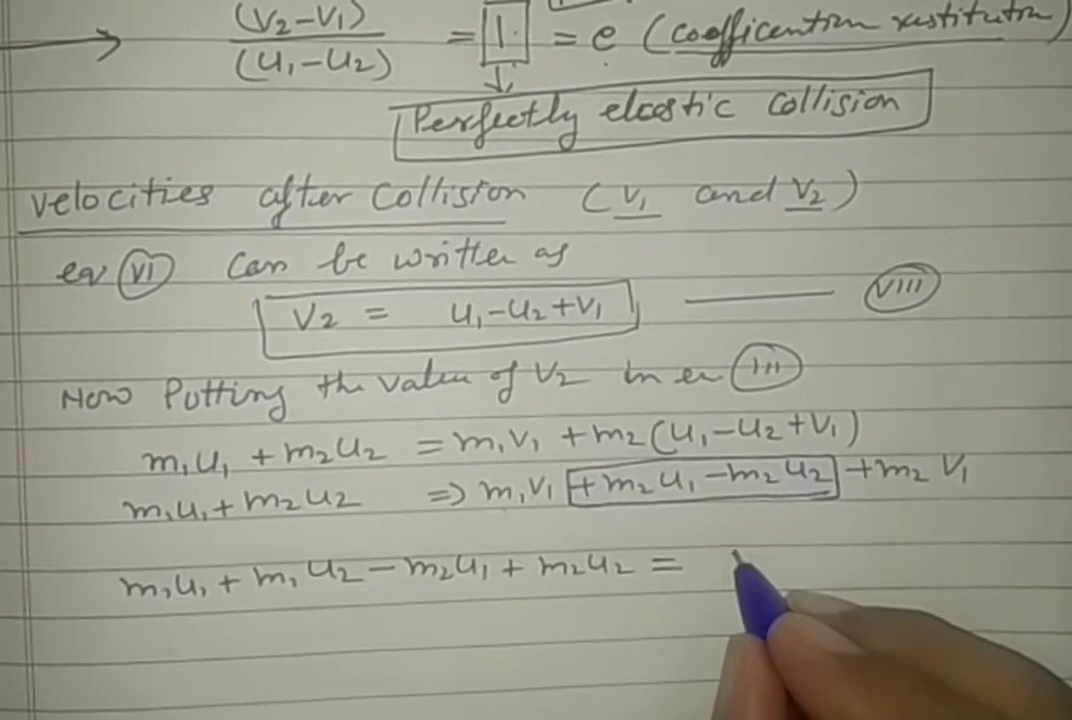 (V2-V1) / (u1-u2) = 1 = e (coefficention restitution)
Perfectly elastic collision
velocities after Collision (V1 and V2)
eq (VI) Can be written as
V2 = u1-u2+V1 (VIII)
Now Putting the value of V2 in en (III)
m1u1 + m2u2 = m1V1 + m2(u1-u2+V1)
m1u1 + m2u2 => m1V1 + m2u1 - m2u2 + m2V1
m1u1 + m1u2 - m2u1 + m2u2 =